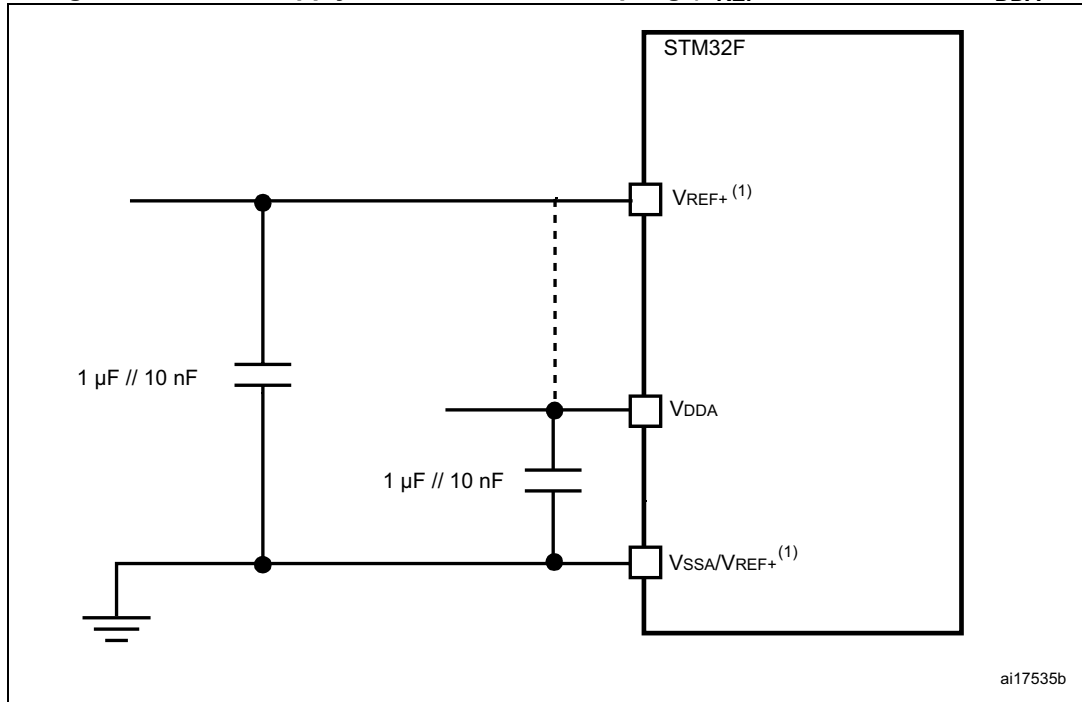 STM32F
VREF+ (1)
1 µF // 10 nF
VDDA
1 µF // 10 nF
VSSA/VREF+ (1)
ai17535b